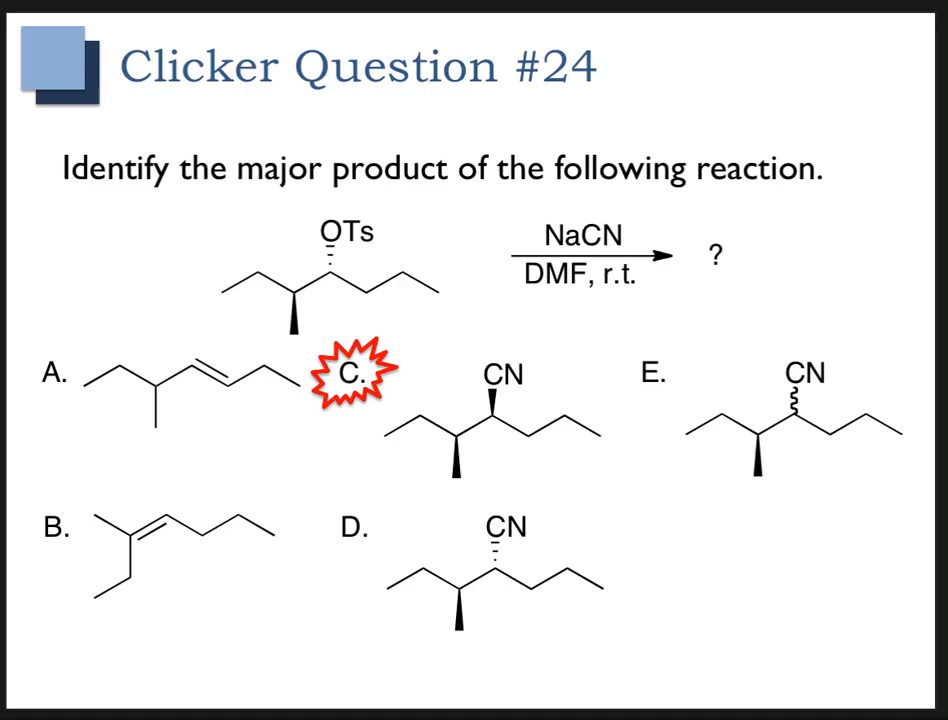 Clicker Question #24
Identify the major product of the following reaction.
OTs
NaCN
DMF, r.t.
?
A.
C.
CN
E.
CN
B.
D.
CN